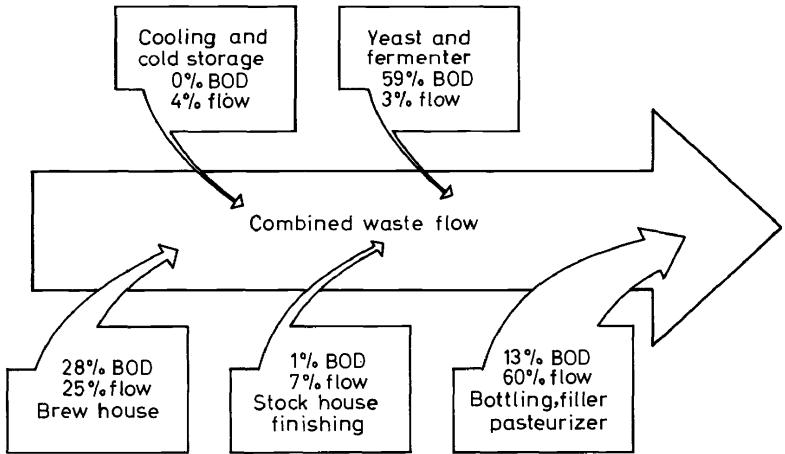 Cooling and
cold storage
0% BOD
4% flow
Yeast and
fermenter
59% BOD
3% flow
Combined waste flow
28% BOD
25% flow
Brew house
1% BOD
7% flow
Stock house
finishing
13% BOD
60% flow
Bottling,filler
pasteurizer